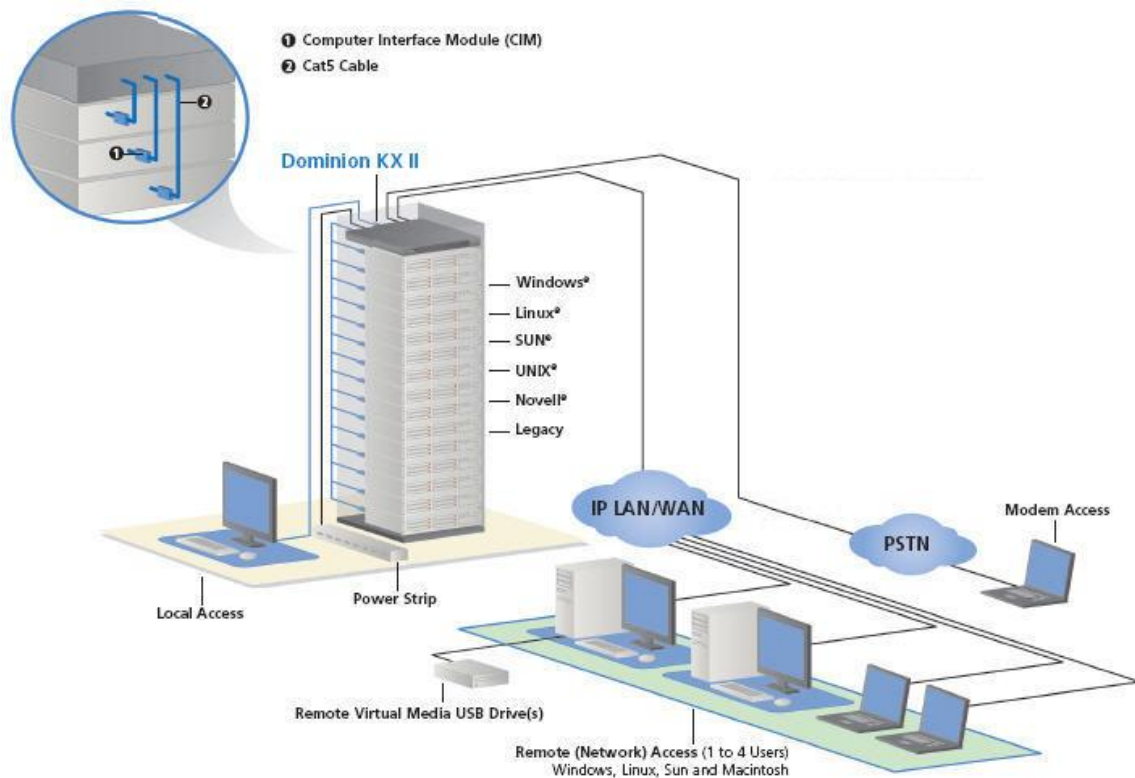 ❶ Computer Interface Module (CIM)
❷ Cat5 Cable
❷
❶
Dominion KX II
Windows®
Linux®
SUN®
UNIX®
Novell®
Legacy
IP LAN/WAN
PSTN
Modem Access
Local Access
Power Strip
Remote Virtual Media USB Drive(s)
Remote (Network) Access (1 to 4 Users)
Windows, Linux, Sun and Macintosh